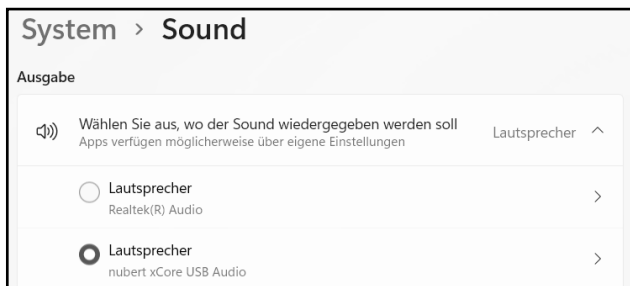 System > Sound
Ausgabe
Wählen Sie aus, wo der Sound wiedergegeben werden soll
Apps verfügen möglicherweise über eigene Einstellungen
Lautsprecher
Lautsprecher
Realtek(R) Audio
Lautsprecher
nubert xCore USB Audio